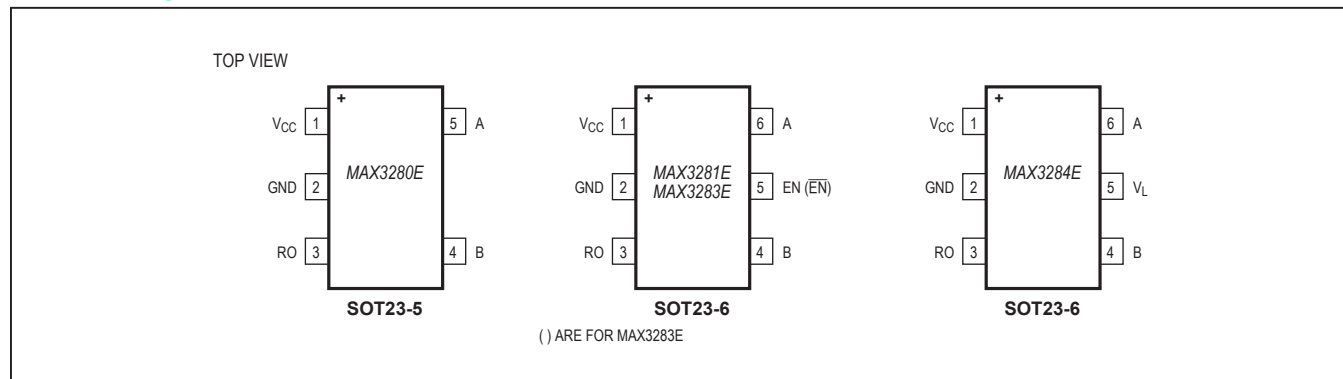 TOP VIEW
+
VCC 1
5 A
MAX3280E
GND 2
RO 3
4 B
SOT23-5
+
VCC 1
6 A
MAX3281E
MAX3283E
GND 2
5 EN (E̅N̅)
RO 3
4 B
SOT23-6
( ) ARE FOR MAX3283E
+
VCC 1
6 A
MAX3284E
GND 2
5 VL
RO 3
4 B
SOT23-6